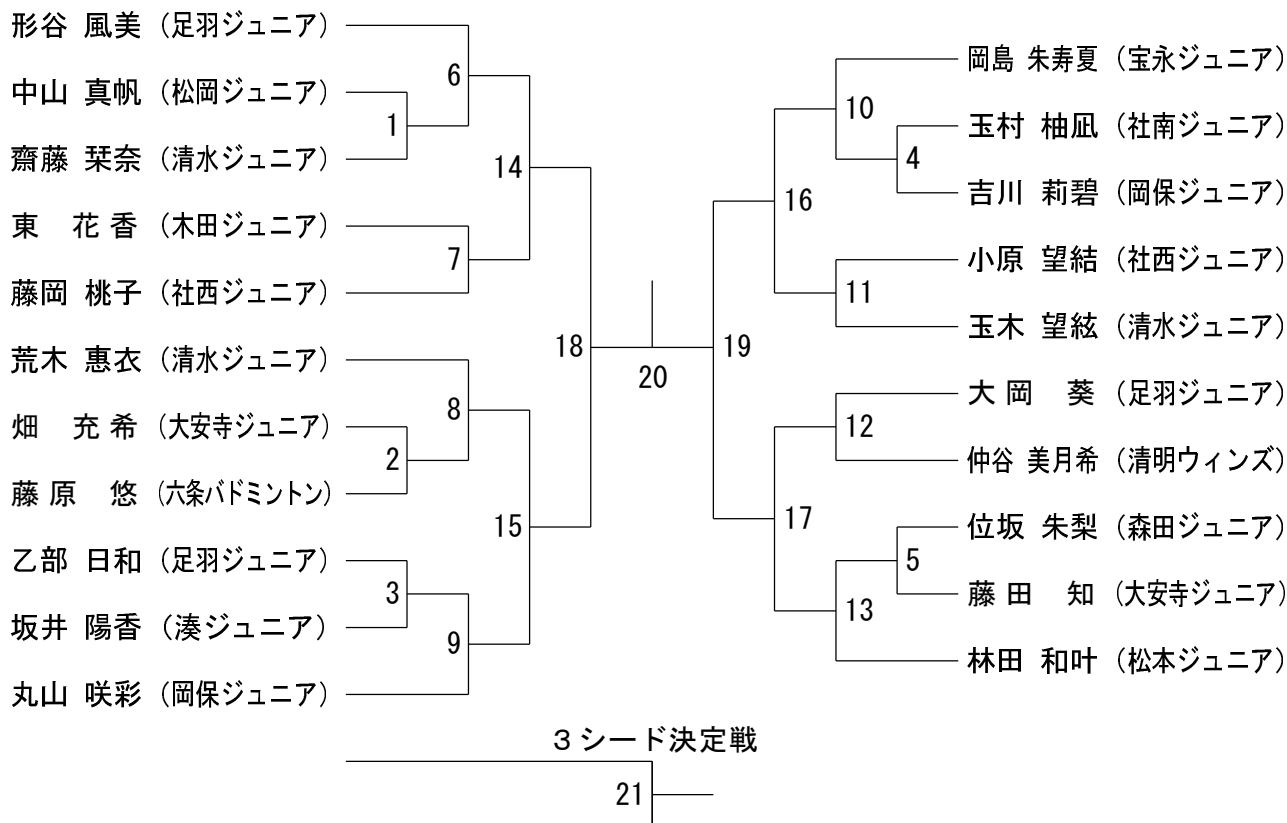 形谷 風美（足羽ジュニア）
中山 真帆（松岡ジュニア）
齋藤 栞奈（清水ジュニア）
東 花香（木田ジュニア）
藤岡 桃子（社西ジュニア）
荒木 惠衣（清水ジュニア）
畑 充希（大安寺ジュニア）
藤原 悠（六条バドミントン）
乙部 日和（足羽ジュニア）
坂井 陽香（湊ジュニア）
丸山 咲彩（岡保ジュニア）
1
2
3
6
7
8
9
14
15
18
20
19
16
17
10
11
12
13
4
5
岡島 朱寿夏（宝永ジュニア）
玉村 柚凪（社南ジュニア）
吉川 莉碧（岡保ジュニア）
小原 望結（社西ジュニア）
玉木 望絃（清水ジュニア）
大岡 葵（足羽ジュニア）
仲谷 美月希（清明ウィンズ）
位坂 朱梨（森田ジュニア）
藤田 知（大安寺ジュニア）
林田 和叶（松本ジュニア）
3シード決定戦
21